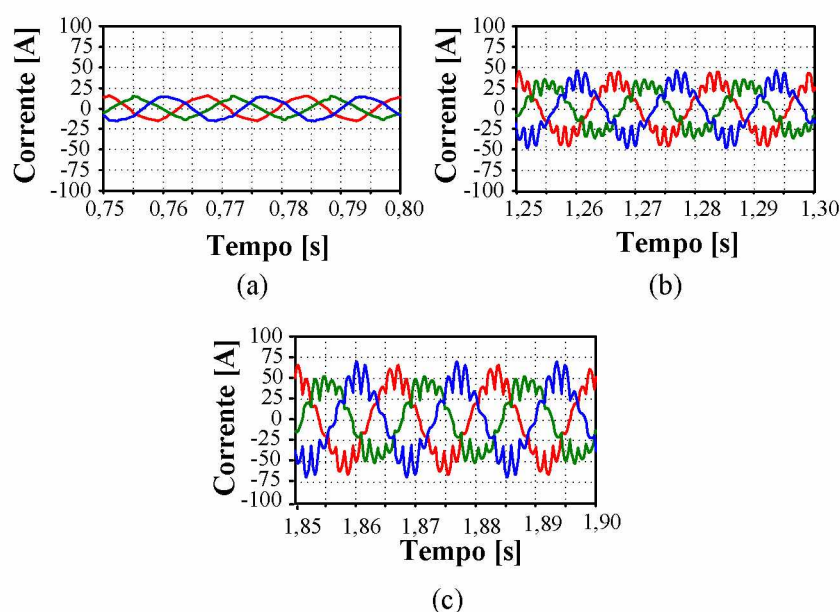 Corrente [A]
100
75
50
25
0
-25
-50
-75
-100
0,75 0,76 0,77 0,78 0,79 0,80
Tempo [s]
(a)
Corrente [A]
100
75
50
25
0
-25
-50
-75
-100
1,25 1,26 1,27 1,28 1,29 1,30
Tempo [s]
(b)
Corrente [A]
100
75
50
25
0
-25
-50
-75
-100
1,85 1,86 1,87 1,88 1,89 1,90
Tempo [s]
(c)